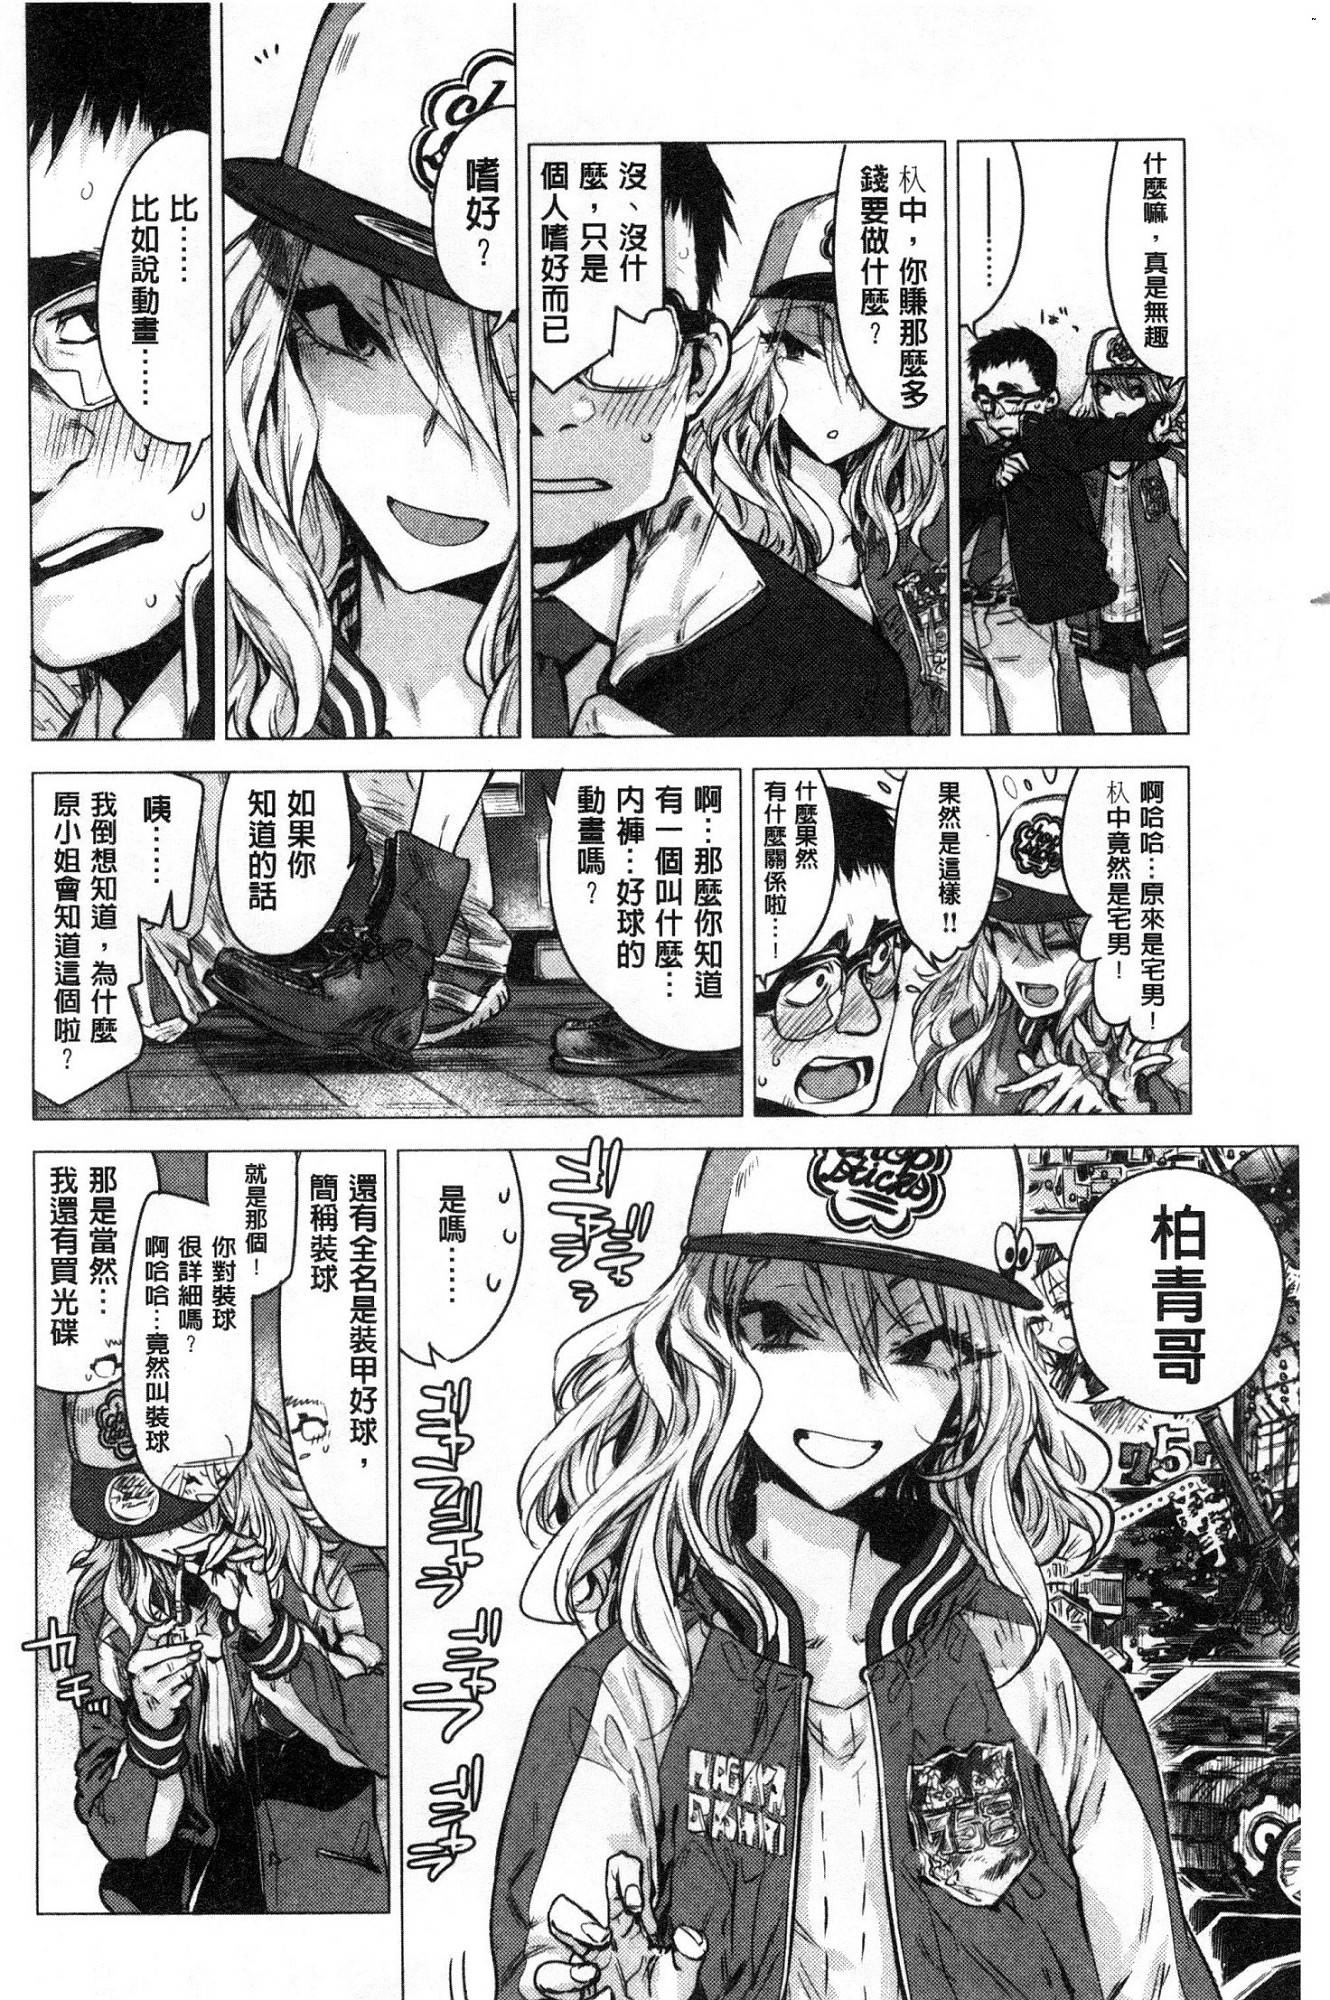 什麼嘛，真是無趣
ばっ
………
杁中，你賺那麼多
錢要做什麼？
沒、沒什
麼，只是
個人嗜好而已
嗜好？
比……
比如說動畫……
啊哈哈…原來是宅男！
杁中竟然是宅男！
果然是這樣!!
什麼果然
有什麼關係啦…！
啊…那麼你知道
有一個叫什麼…
內褲…好球的
動畫嗎？
如果你
知道的話
咦……
我倒想知道，為什麼
原小姐會知道這個啦？
柏青哥
Chop
Sticks
757
是嗎……
還有全名是裝甲好球，
簡稱裝球
就是那個！
你對裝球
很詳細嗎？
啊哈哈…竟然叫裝球
那是當然…
我還有買光碟
カチッ